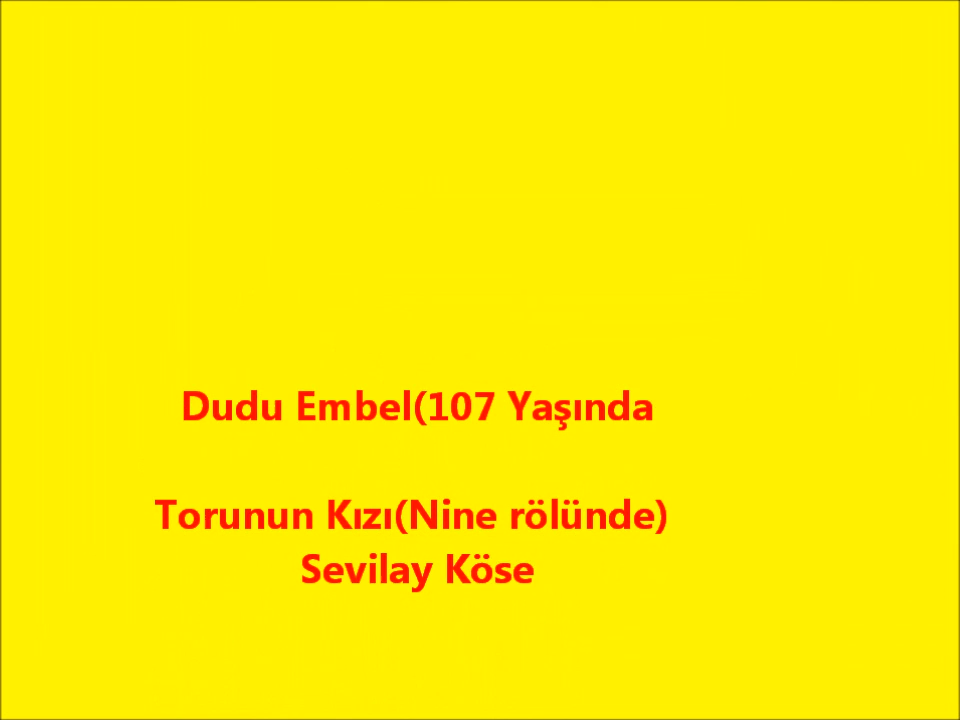 Dudu Embel(107 Yaşında
Torunun Kızı(Nine rölünde)
Sevilay Köse